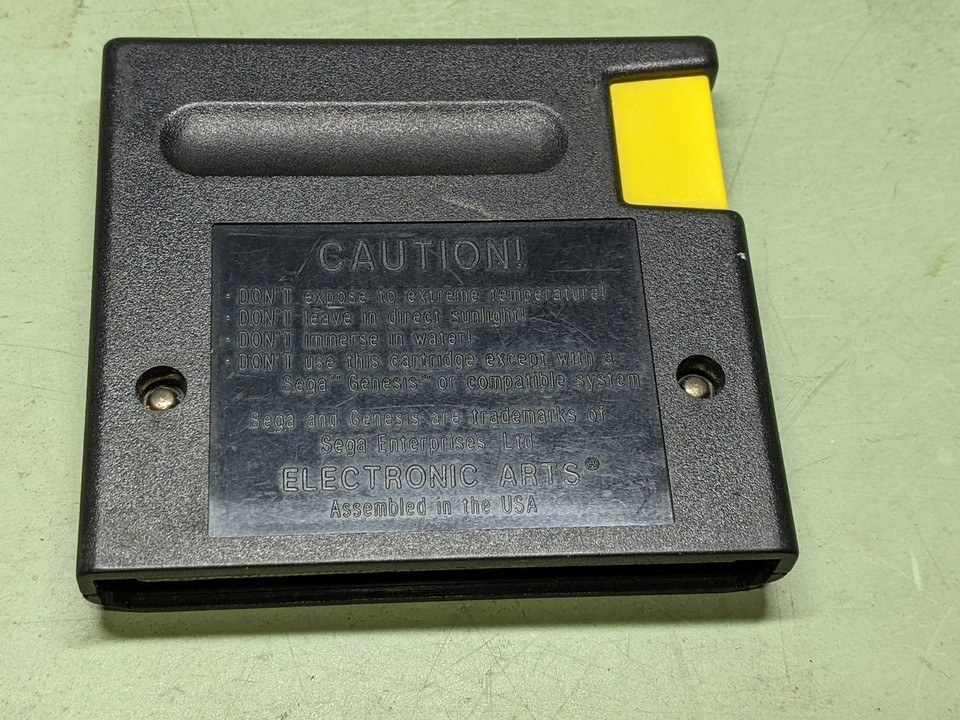 CAUTION!
· DON'T expose to extreme temperature!
· DON'T leave in direct sunlight!
· DON'T immerse in water!
· DON'T use this cartridge except with a
Sega™ Genesis™ or compatible system
Sega and Genesis are trademarks of
Sega Enterprises Ltd.
ELECTRONIC ARTS®
Assembled in the USA